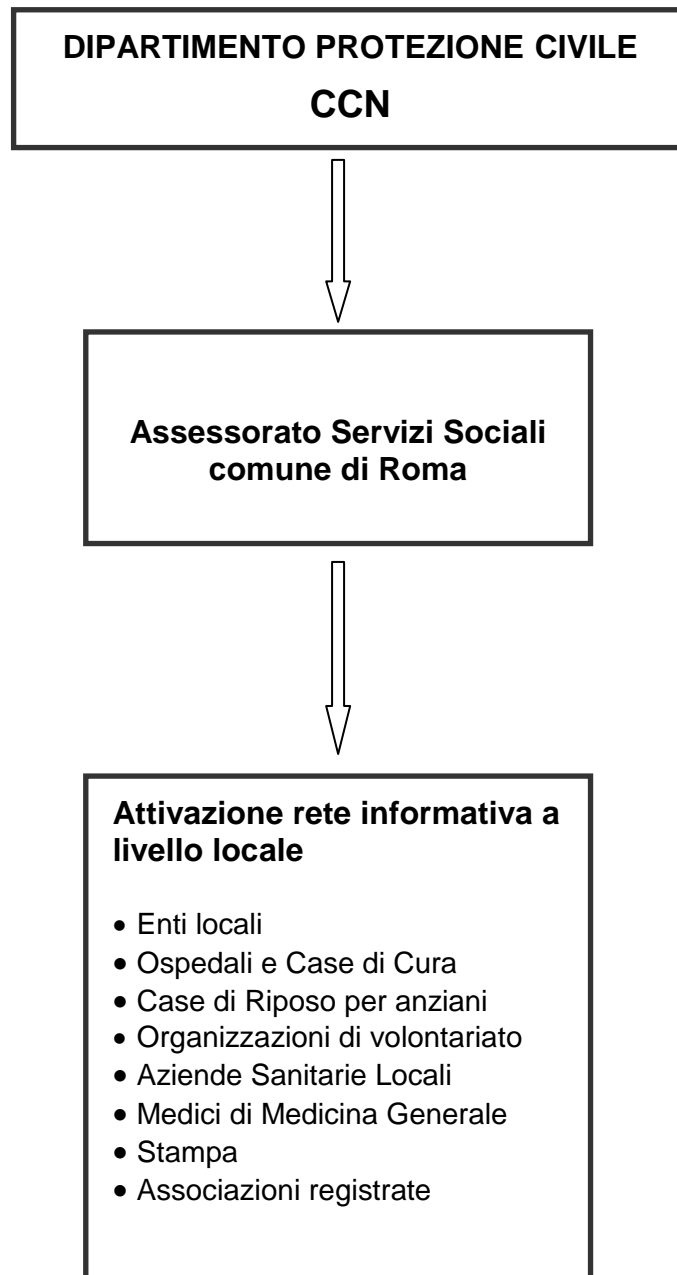 DIPARTIMENTO PROTEZIONE CIVILE
CCN
Assessorato Servizi Sociali
comune di Roma
Attivazione rete informativa a
livello locale
• Enti locali
• Ospedali e Case di Cura
• Case di Riposo per anziani
• Organizzazioni di volontariato
• Aziende Sanitarie Locali
• Medici di Medicina Generale
• Stampa
• Associazioni registrate